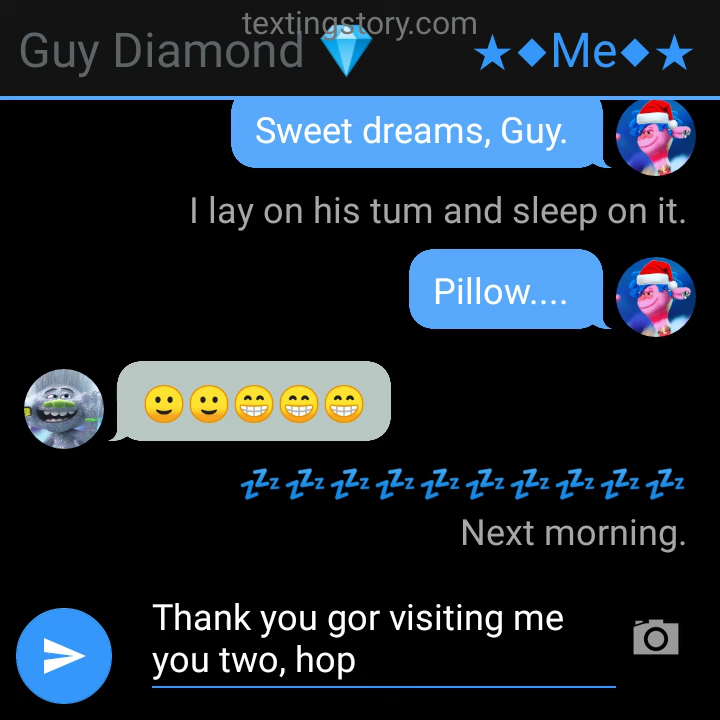 textingstory.com
Guy Diamond 💎 ★◆Me◆★
Sweet dreams, Guy.
I lay on his tum and sleep on it.
Pillow....
🙂🙂😁😁😁
💤💤💤💤💤💤💤💤💤💤
Next morning.
Thank you gor visiting me
you two, hop